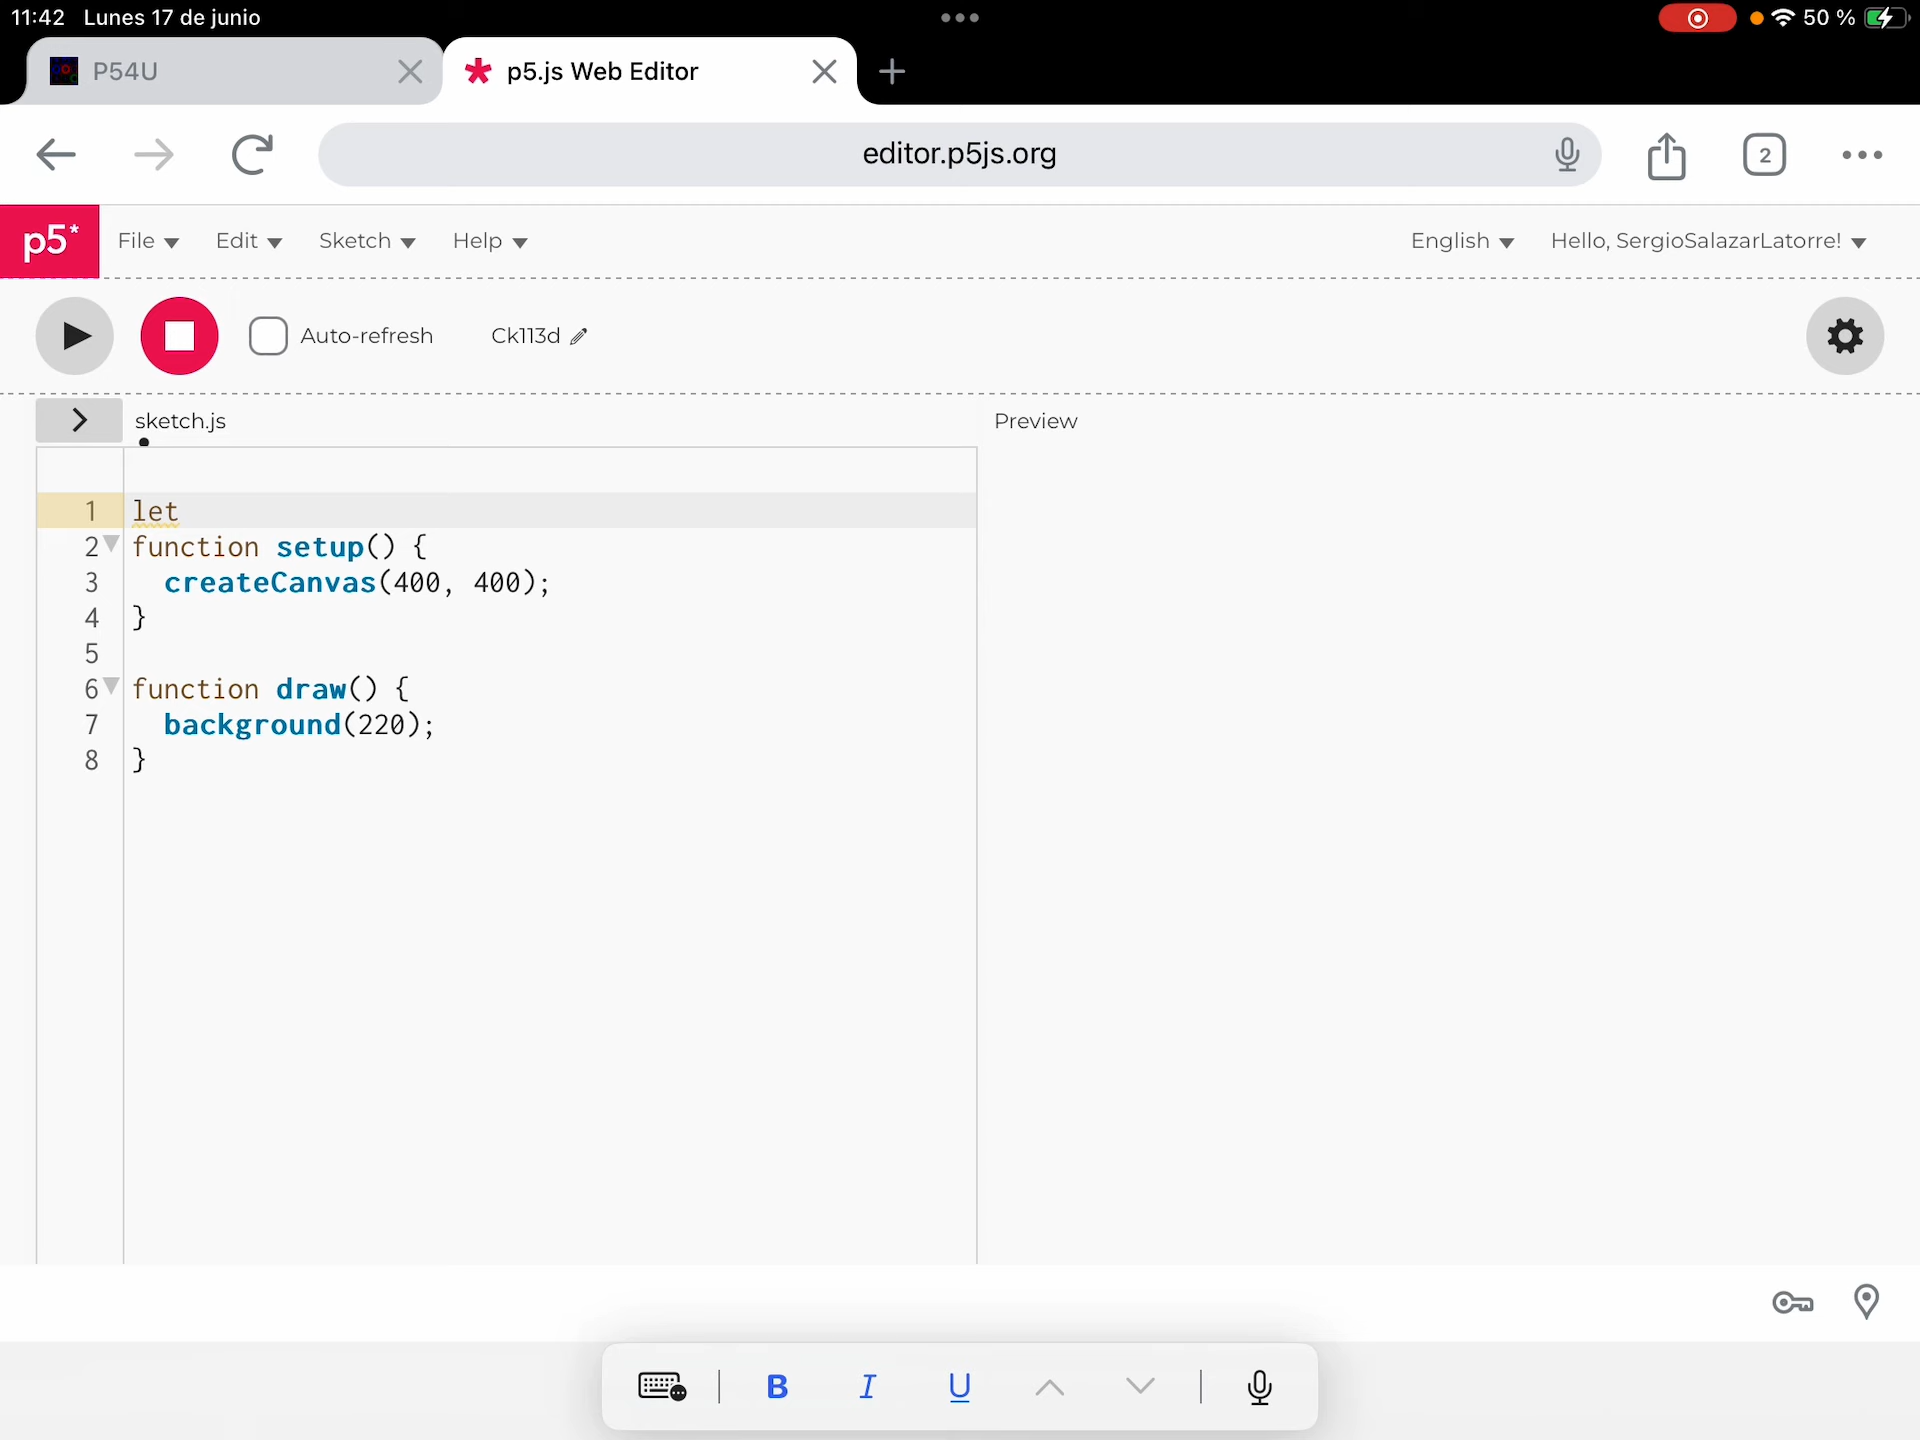 11:42 Lunes 17 de junio
50 %
P54U
p5.js Web Editor
editor.p5js.org
2
p5*
File Edit Sketch Help
English Hello, SergioSalazarLatorre!
Auto-refresh Ck113d
sketch.js Preview
1 let
2 function setup() {
3 createCanvas(400, 400);
4 }
5
6 function draw() {
7 background(220);
8 }
B I U